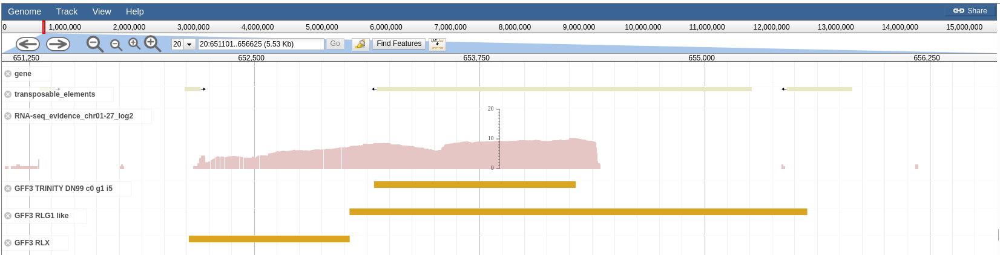 Genome Track View Help Share
0 1,000,000 2,000,000 3,000,000 4,000,000 5,000,000 6,000,000 7,000,000 8,000,000 9,000,000 10,000,000 11,000,000 12,000,000 13,000,000 14,000,000 15,000,000
20 20:651101..656625 (5.53 Kb) Go Find Features
651,250 652,500 653,750 655,000 656,250
gene
transposable_elements
20
RNA-seq_evidence_chr01-27_log2
10
0
GFF3 TRINITY DN99 c0 g1 i5
GFF3 RLG1 like
GFF3 RLX